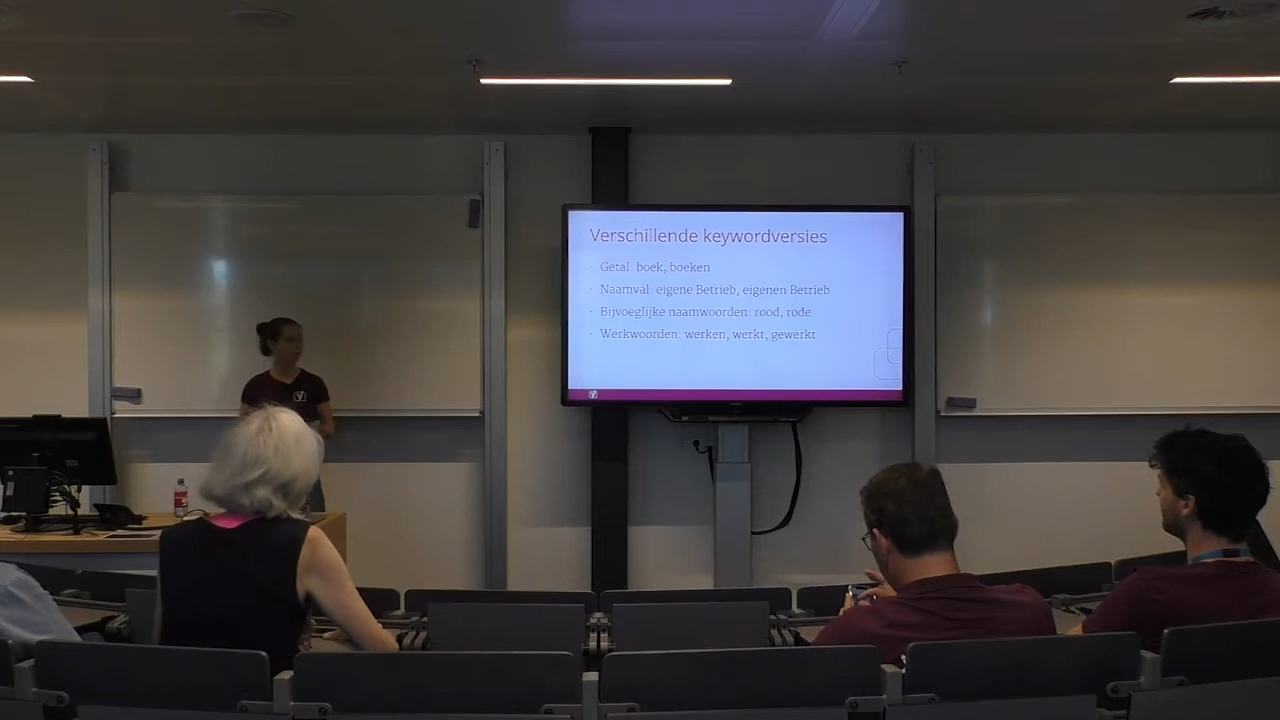 Verschillende keywordversies
· Getal: boek, boeken
· Naamval: eigene Betrieb, eigenen Betrieb
· Bijvoeglijke naamwoorden: rood, rode
· Werkwoorden: werken, werkt, gewerkt